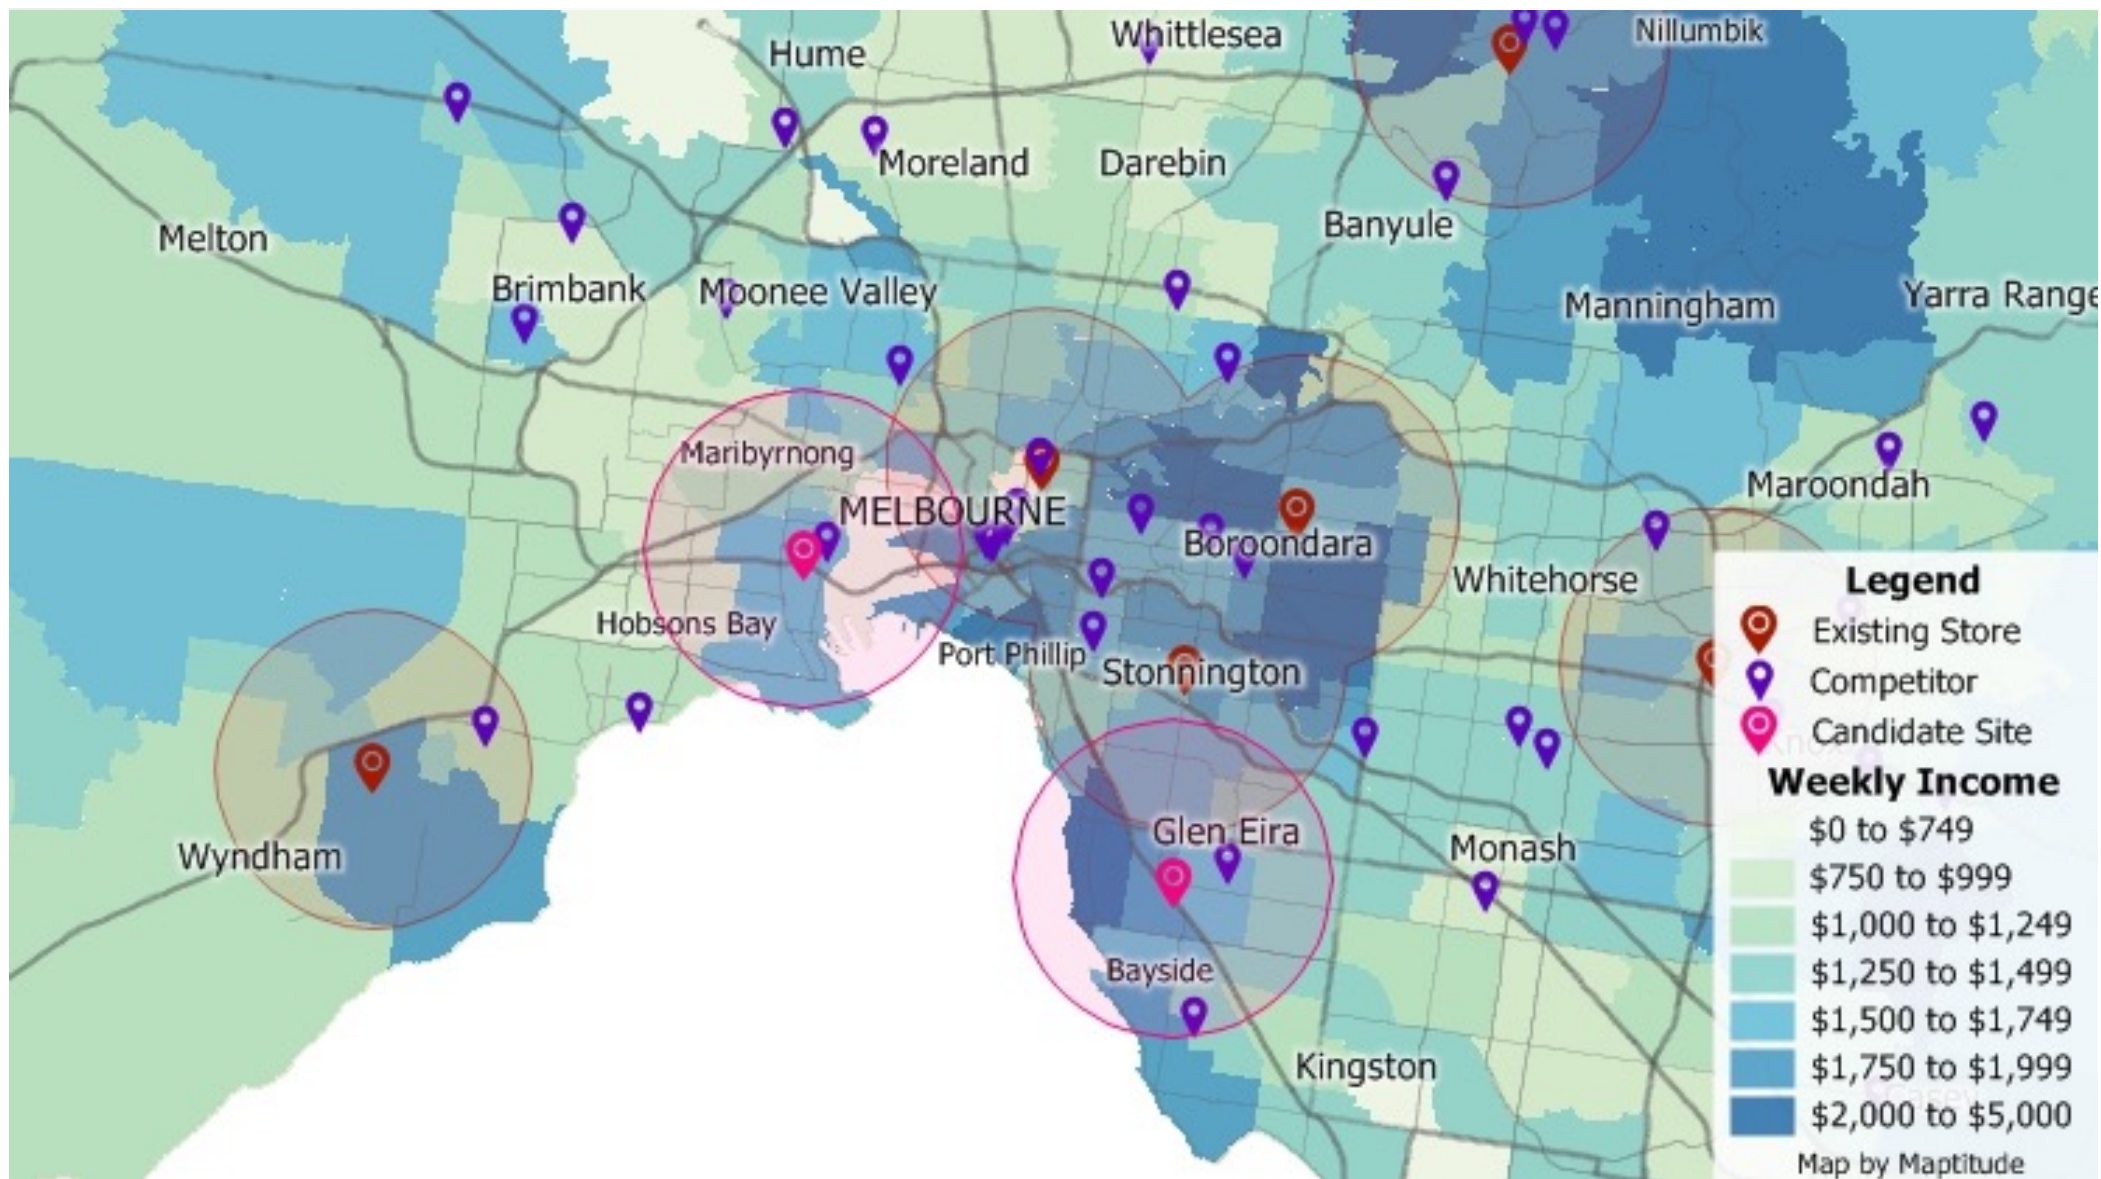 Whittlesea
Nillumbik
Hume
Moreland
Darebin
Banyule
Melton
Brimbank
Moonee Valley
Manningham
Yarra Range
Maribyrnong
MELBOURNE
Maroondah
Boroondara
Whitehorse
Hobsons Bay
Port Phillip
Stonnington
Knox
Wyndham
Glen Eira
Monash
Bayside
Kingston
Casey
Legend
Existing Store
Competitor
Candidate Site
Weekly Income
$0 to $749
$750 to $999
$1,000 to $1,249
$1,250 to $1,499
$1,500 to $1,749
$1,750 to $1,999
$2,000 to $5,000
Map by Maptitude